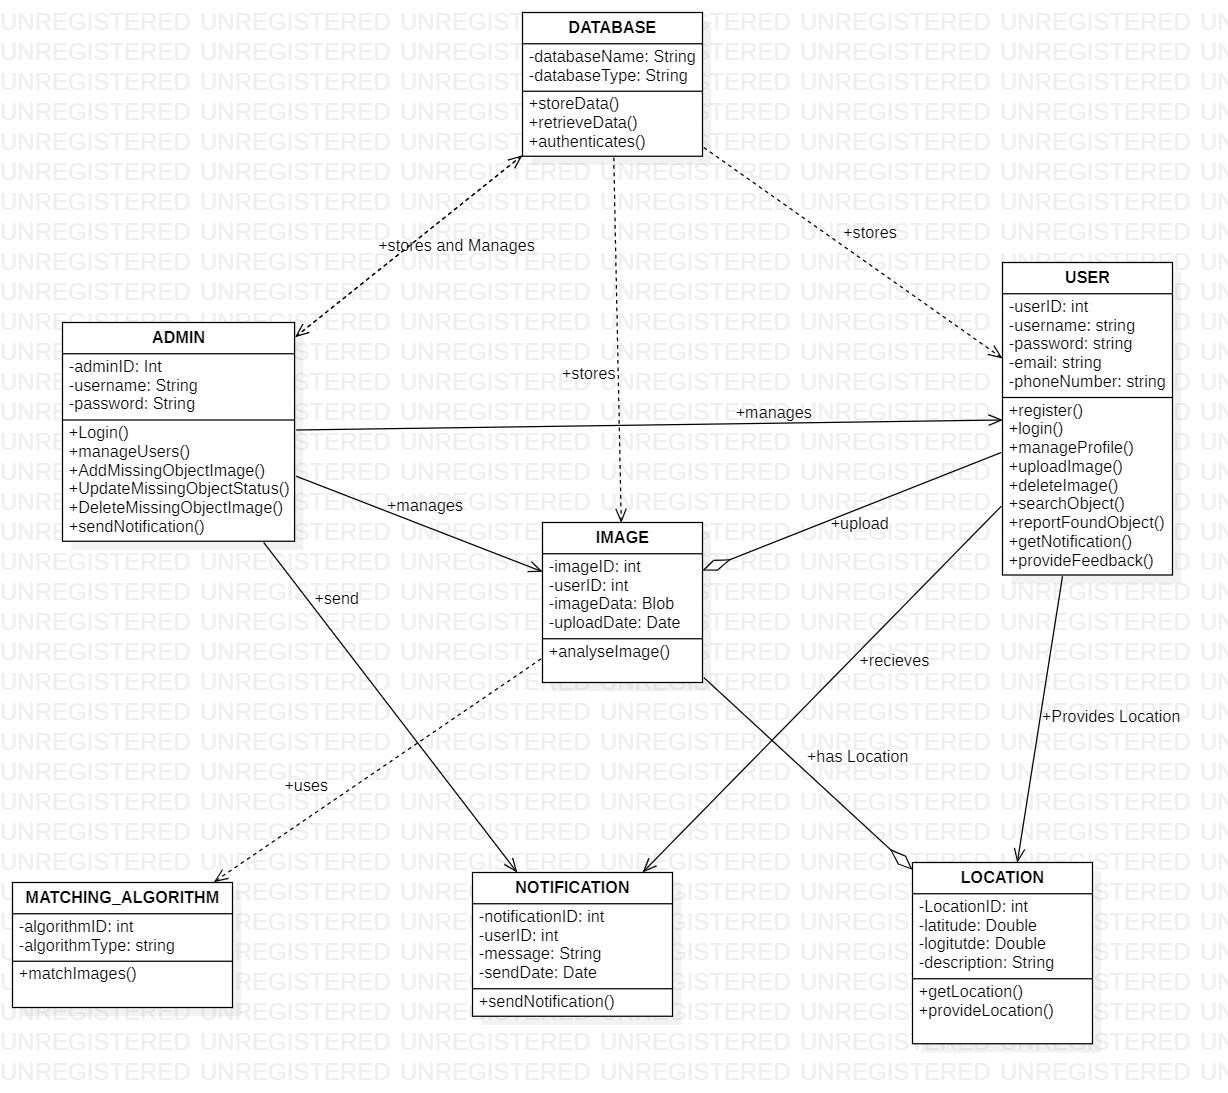 DATABASE
-databaseName: String
-databaseType: String
+storeData()
+retrieveData()
+authenticates()
+stores and Manages
+stores
+stores
USER
-userID: int
-username: string
-password: string
-email: string
-phoneNumber: string
+register()
+login()
+manageProfile()
+uploadImage()
+deleteImage()
+searchObject()
+reportFoundObject()
+getNotification()
+provideFeedback()
ADMIN
-adminID: Int
-username: String
-password: String
+Login()
+manageUsers()
+AddMissingObjectImage()
+UpdateMissingObjectStatus()
+DeleteMissingObjectImage()
+sendNotification()
+manages
+manages
+upload
+send
IMAGE
-imageID: int
-userID: int
-imageData: Blob
-uploadDate: Date
+analyseImage()
+recieves
+Provides Location
+has Location
+uses
MATCHING_ALGORITHM
-algorithmID: int
-algorithmType: string
+matchImages()
NOTIFICATION
-notificationID: int
-userID: int
-message: String
-sendDate: Date
+sendNotification()
LOCATION
-LocationID: int
-latitude: Double
-logitutde: Double
-description: String
+getLocation()
+provideLocation()
UNREGISTERED